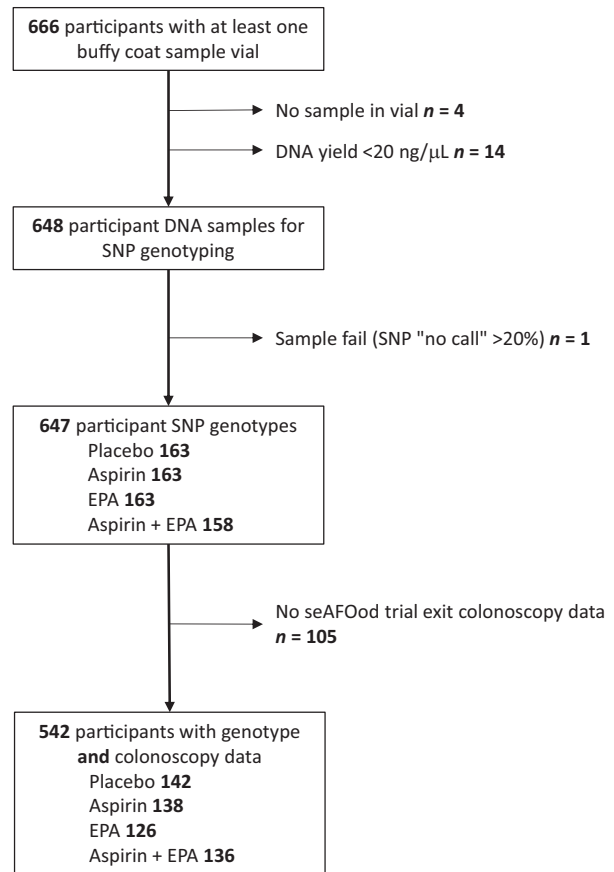 666 participants with at least one
buffy coat sample vial
No sample in vial n = 4
DNA yield <20 ng/μL n = 14
648 participant DNA samples for
SNP genotyping
Sample fail (SNP "no call" >20%) n = 1
647 participant SNP genotypes
Placebo 163
Aspirin 163
EPA 163
Aspirin + EPA 158
No seAFOod trial exit colonoscopy data
n = 105
542 participants with genotype
and colonoscopy data
Placebo 142
Aspirin 138
EPA 126
Aspirin + EPA 136